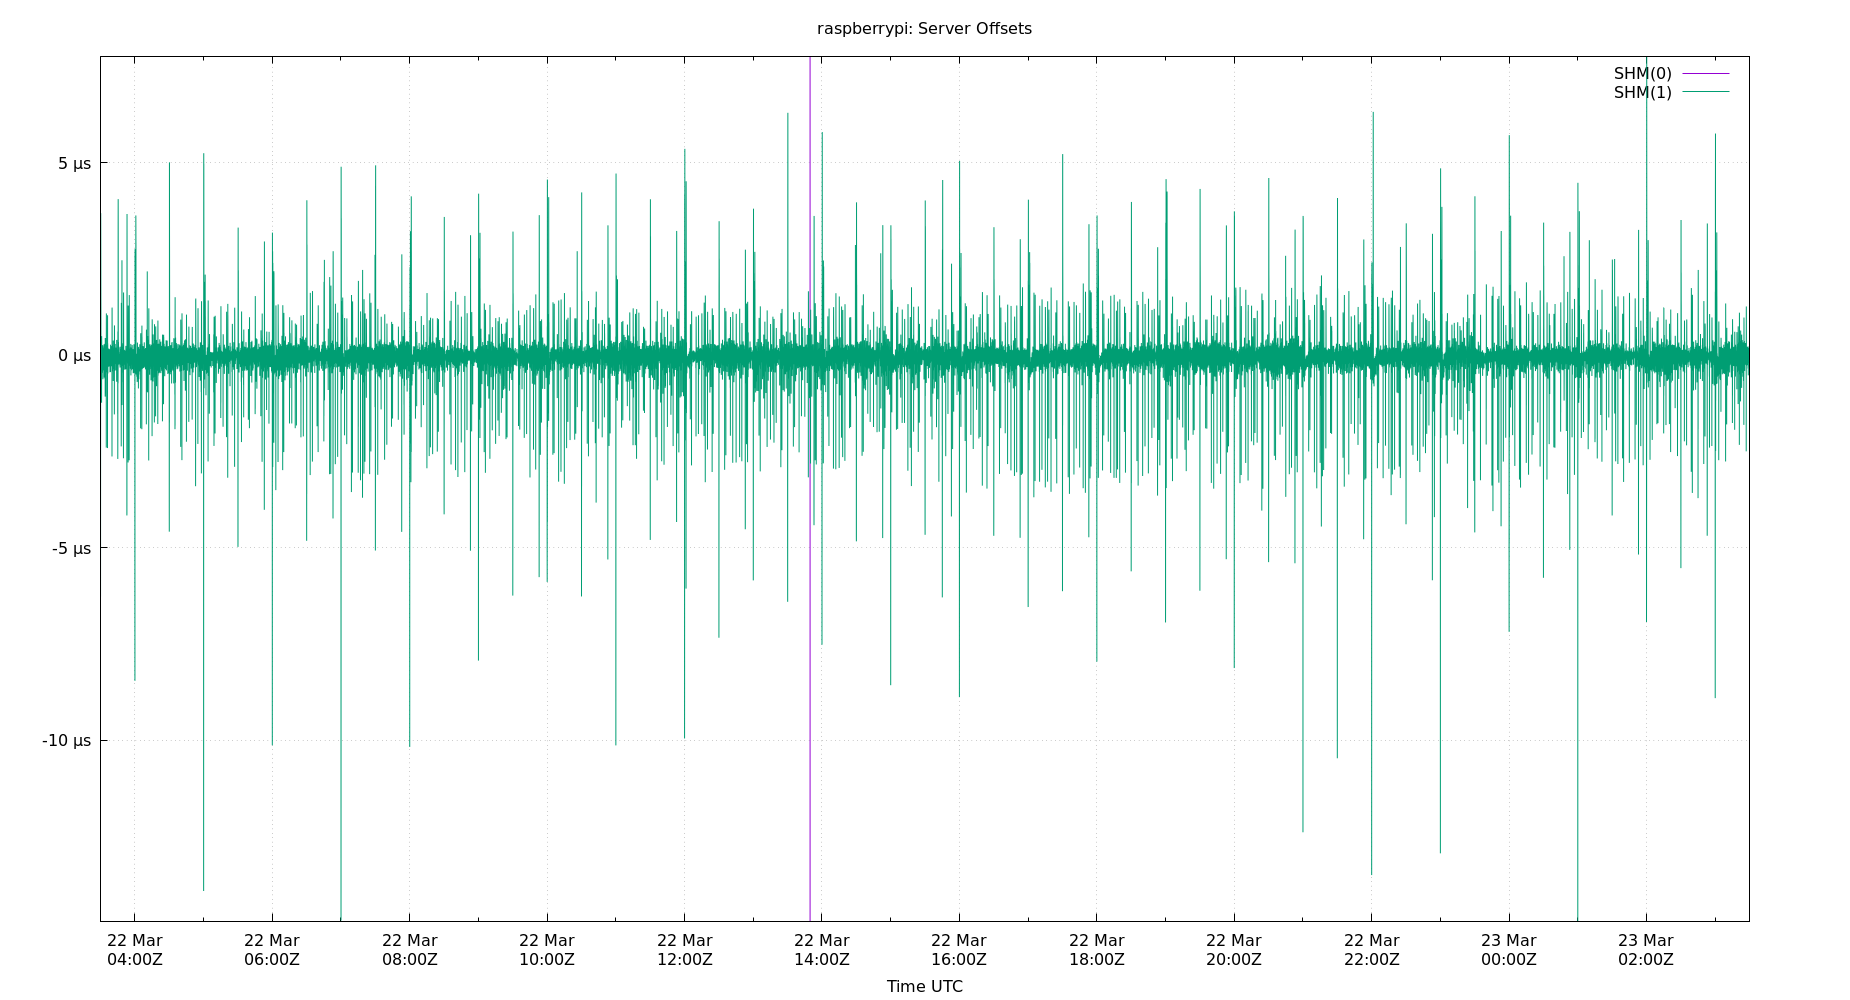 raspberrypi: Server Offsets
SHM(0)
SHM(1)
5 µs
0 µs
-5 µs
-10 µs
22 Mar 22 Mar 22 Mar 22 Mar 22 Mar 22 Mar 22 Mar 22 Mar 22 Mar 22 Mar 23 Mar 23 Mar
04:00Z 06:00Z 08:00Z 10:00Z 12:00Z 14:00Z 16:00Z 18:00Z 20:00Z 22:00Z 00:00Z 02:00Z
Time UTC